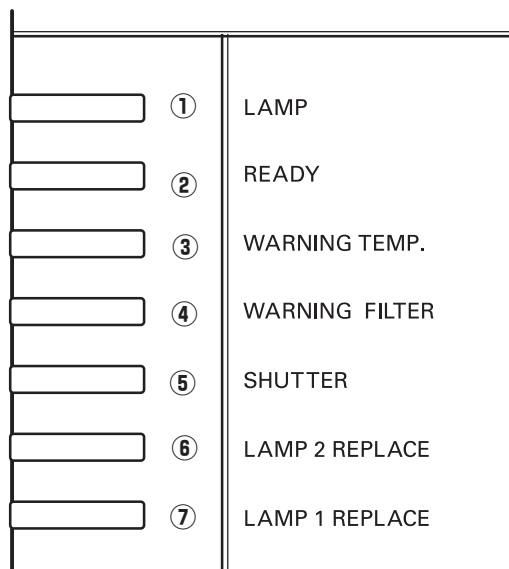 ① LAMP
② READY
③ WARNING TEMP.
④ WARNING FILTER
⑤ SHUTTER
⑥ LAMP 2 REPLACE
⑦ LAMP 1 REPLACE